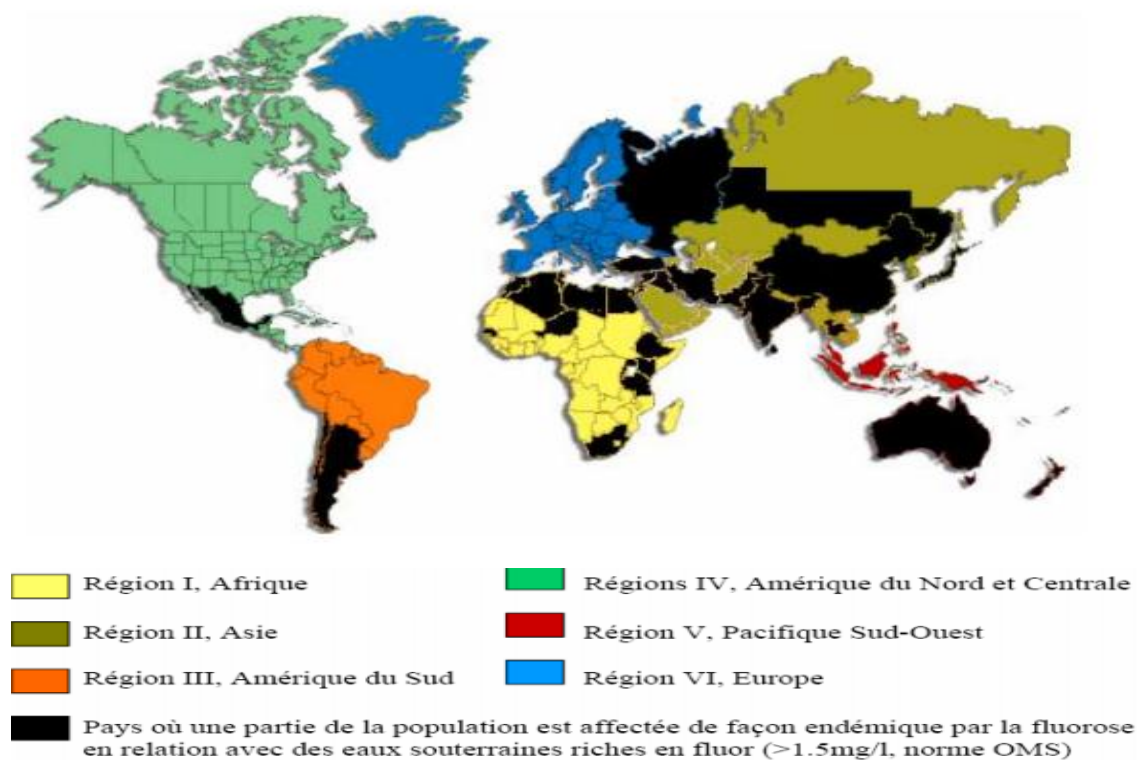 Région I, Afrique
Régions IV, Amérique du Nord et Centrale
Région II, Asie
Région V, Pacifique Sud-Ouest
Région III, Amérique du Sud
Région VI, Europe
Pays où une partie de la population est affectée de façon endémique par la fluorose
en relation avec des eaux souterraines riches en fluor (>1.5mg/l, norme OMS)